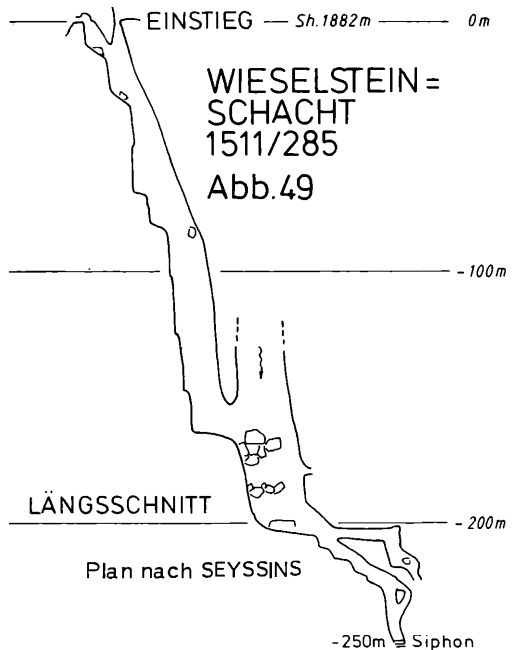 EINSTIEG Sh.1882m 0m
WIESELSTEIN=
SCHACHT
1511/285
Abb.49
-100m
LÄNGSSCHNITT
-200m
Plan nach SEYSSINS
-250m Siphon